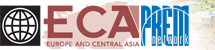 ECA PREM
EUROPE AND CENTRAL ASIA network